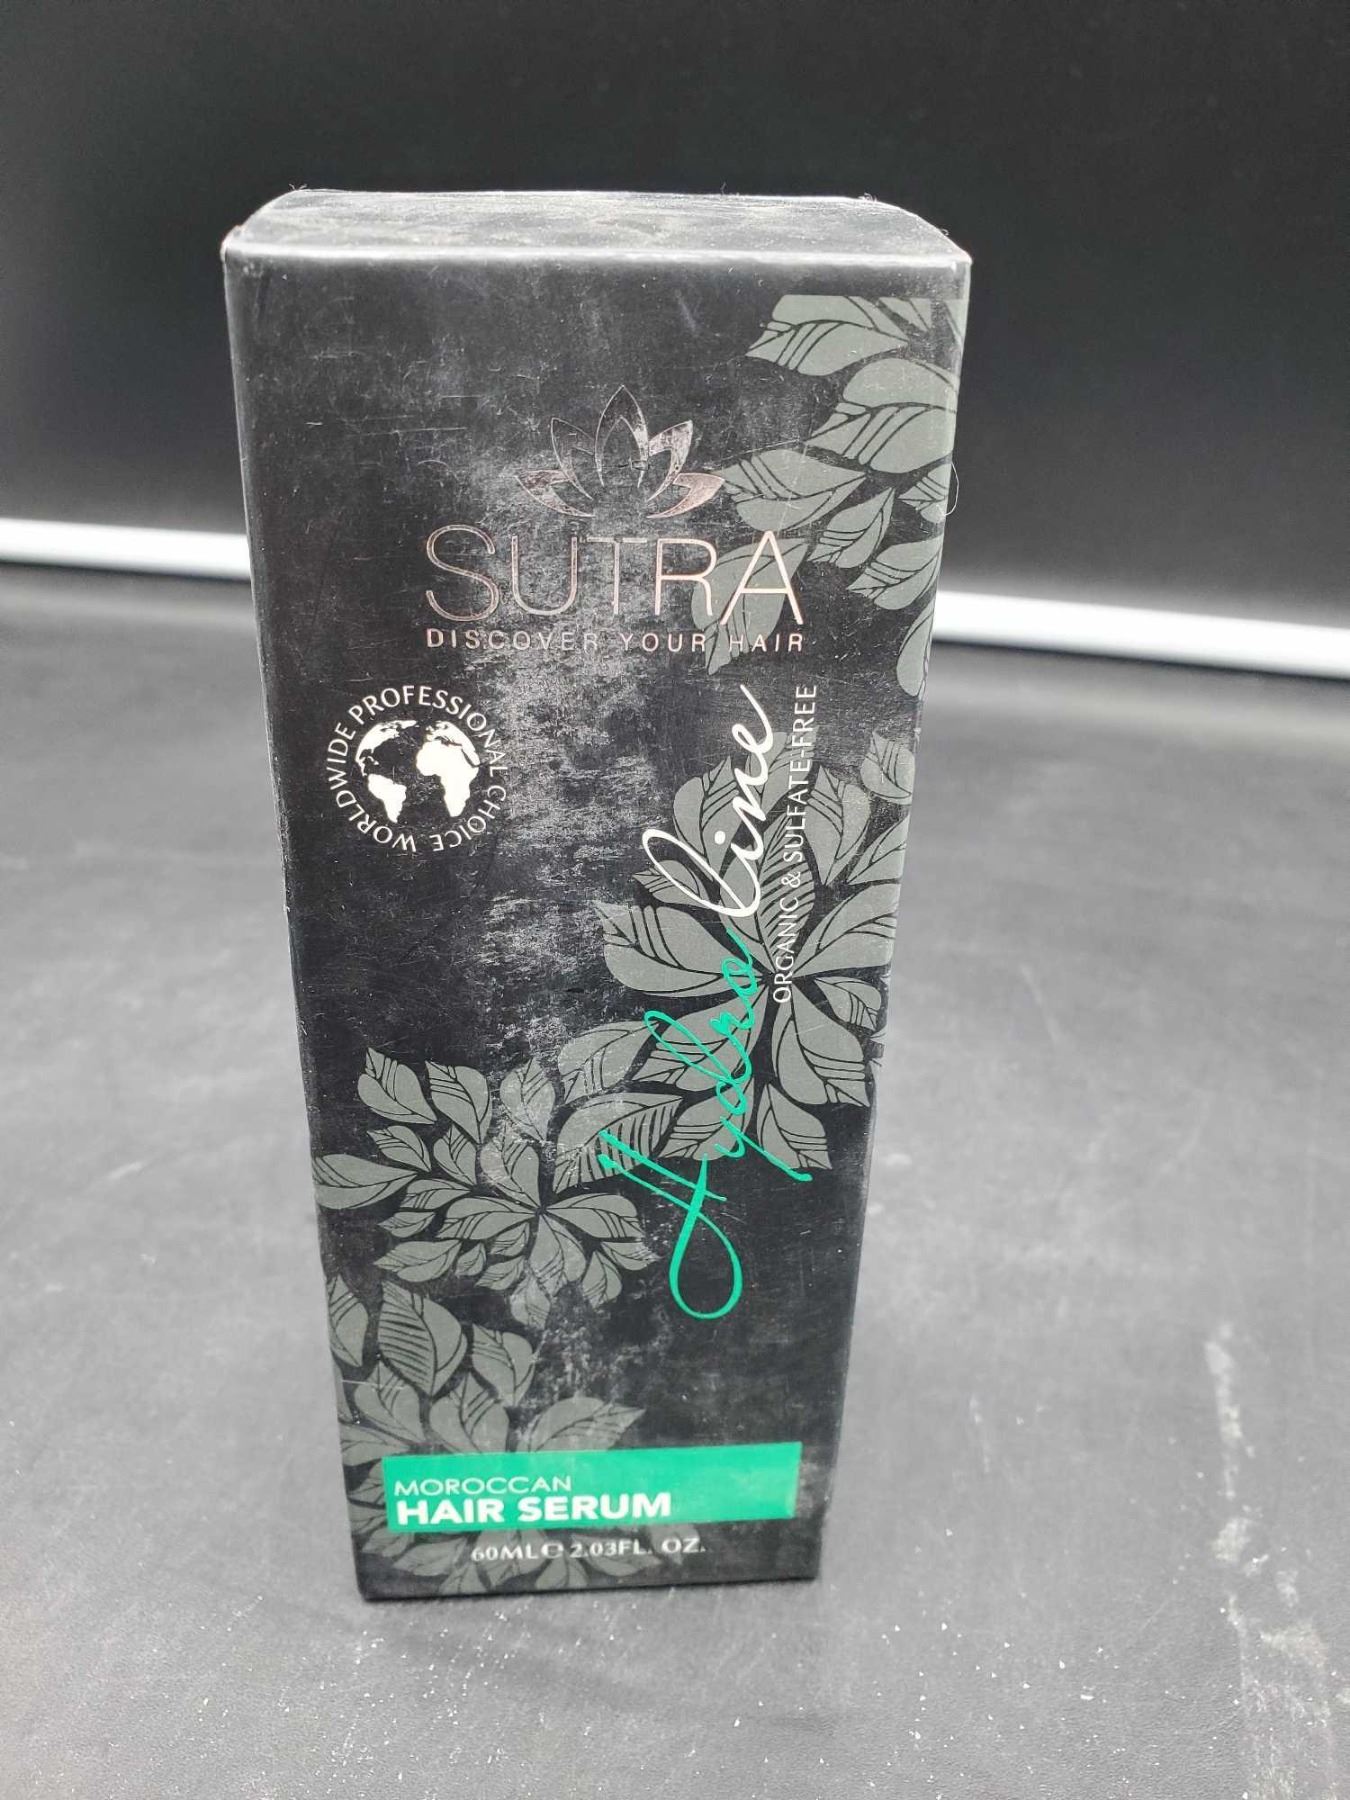 SUTRA
DISCOVER YOUR HAIR
WORLDWIDE PROFESSIONAL CHOICE
Hydro line
ORGANIC & SULFATE-FREE
MOROCCAN
HAIR SERUM
60ML℮ 2.03FL. OZ.